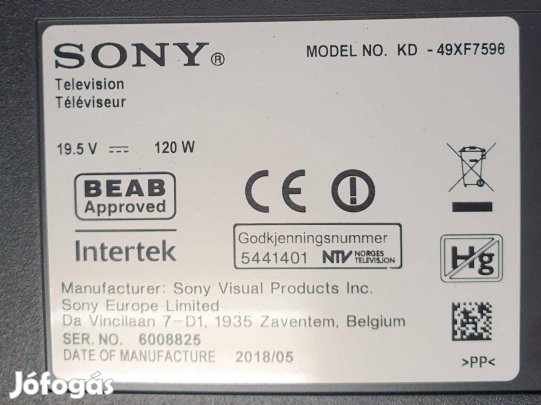 SONY®
MODEL NO. KD - 49XF7596
Television
Téléviseur
19.5 V ⎓ 120 W
BEAB
Approved
CE
Intertek
Godkjenningsnummer
5441401 NTV NORGES TELEVISJON
Hg
Manufacturer: Sony Visual Products Inc.
Sony Europe Limited
Da Vincilaan 7-D1, 1935 Zaventem, Belgium
SER. NO. 6008825
DATE OF MANUFACTURE 2018/05
>PP<
Jófogás